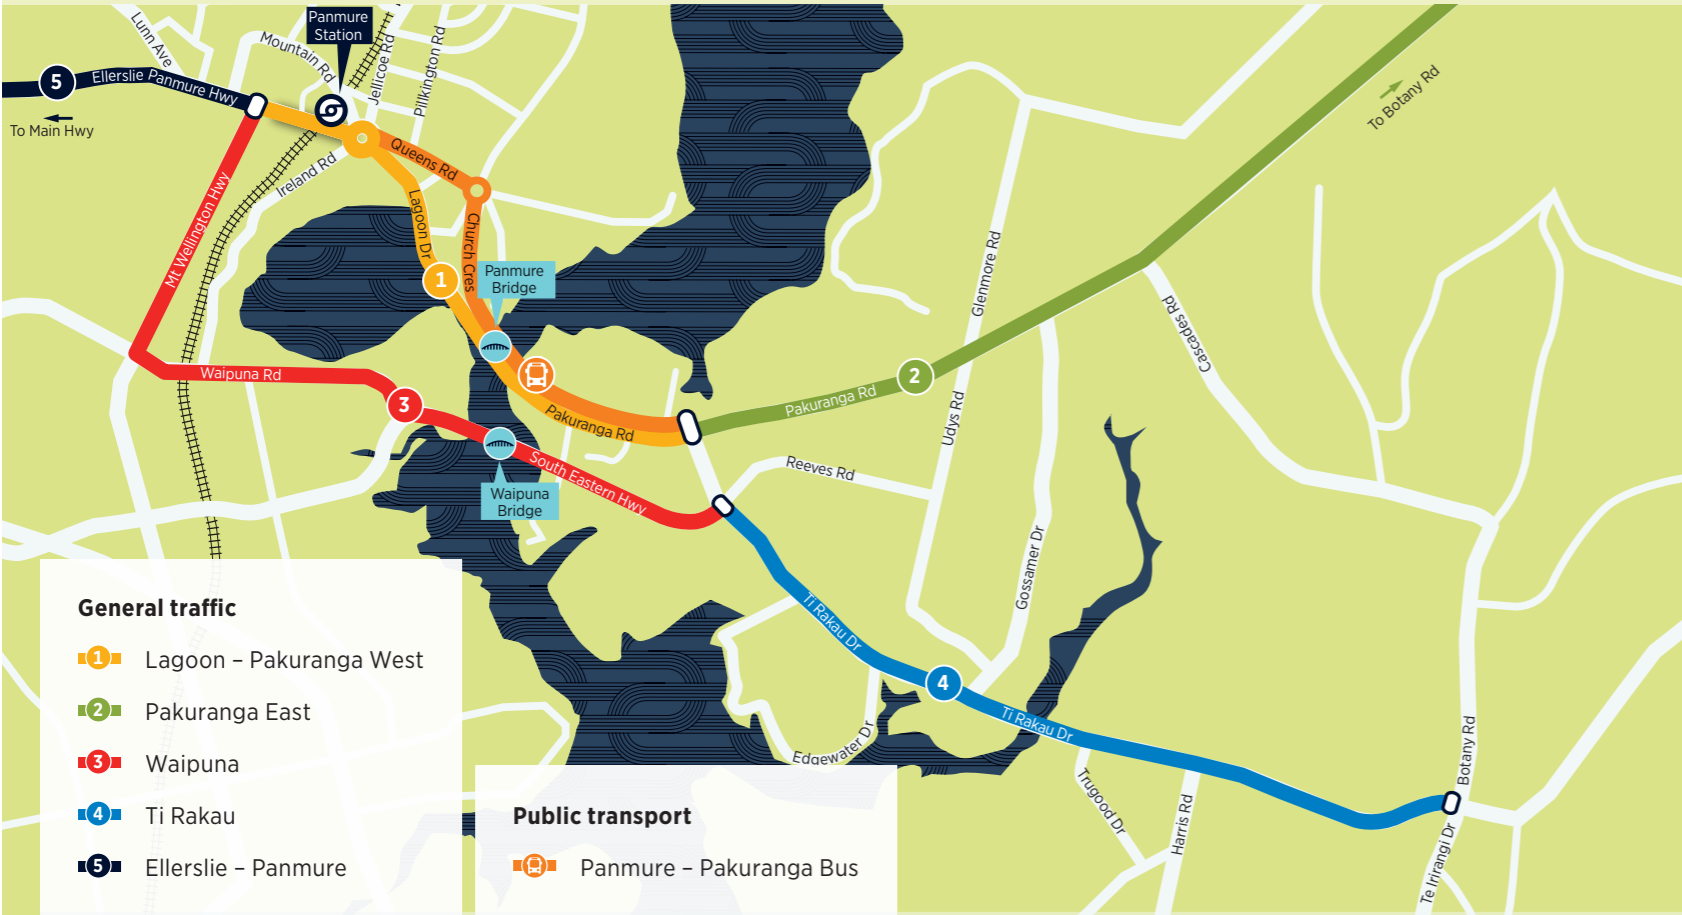 Panmure
Station
Lunn Ave
Mountain Rd
Jellicoe Rd
Pillkington Rd
5
Ellerslie Panmure Hwy
To Main Hwy
To Botany Rd
Queens Rd
Ireland Rd
Mt Wellington Hwy
Lagoon Dr
Church Cres
1
Panmure
Bridge
Glenmore Rd
Cascades Rd
Waipuna Rd
3
2
Pakuranga Rd
Pakuranga Rd
Udys Rd
South Eastern Hwy
Reeves Rd
Waipuna
Bridge
Gossamer Dr
Ti Rakau Dr
4
Ti Rakau Dr
Edgewater Dr
Trugood Dr
Harris Rd
Botany Rd
Te Irirangi Dr
General traffic
1 Lagoon – Pakuranga West
2 Pakuranga East
3 Waipuna
4 Ti Rakau
5 Ellerslie – Panmure
Public transport
Panmure – Pakuranga Bus